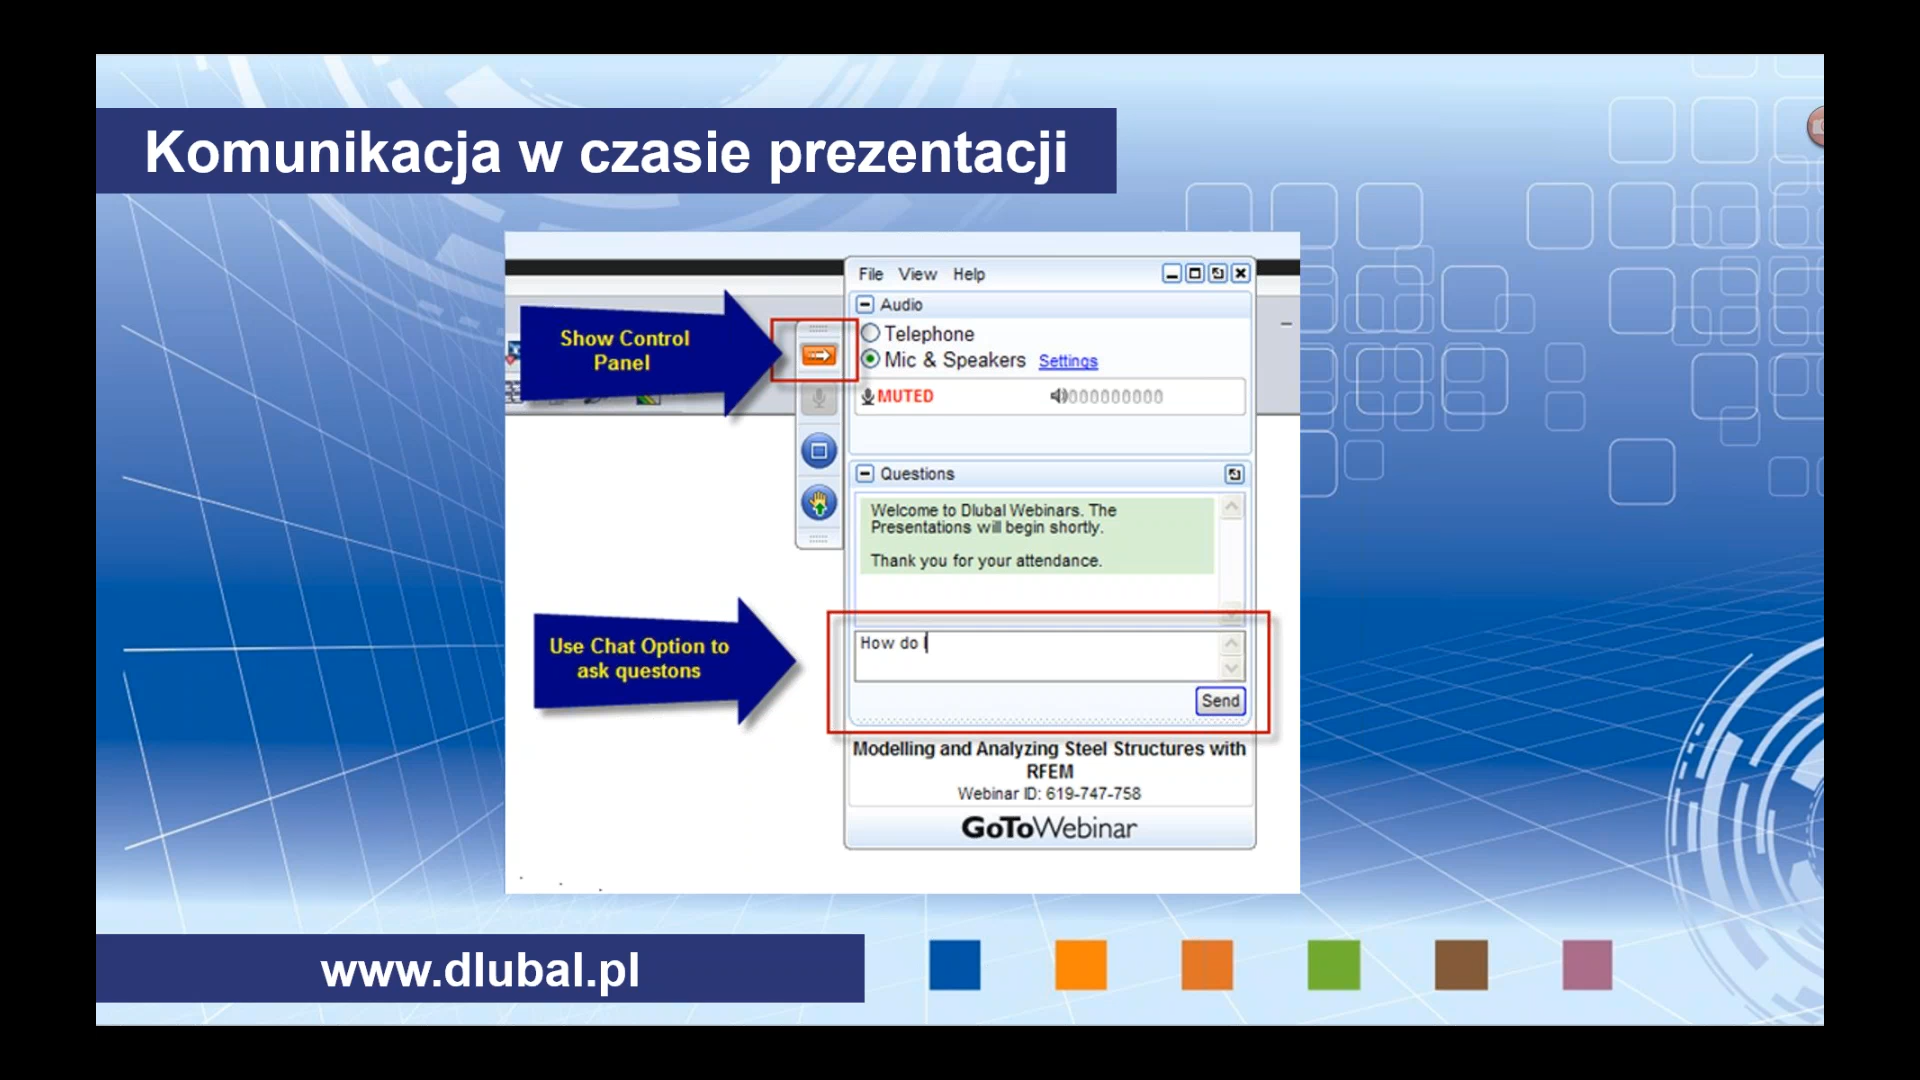 Komunikacja w czasie prezentacji
File View Help
Audio
Show Control
Panel
Telephone
Mic & Speakers Settings
MUTED
Questions
Welcome to Dlubal Webinars. The
Presentations will begin shortly.
Thank you for your attendance.
Use Chat Option to
ask questons
How do I
Send
Modelling and Analyzing Steel Structures with
RFEM
Webinar ID: 619-747-758
GoToWebinar
www.dlubal.pl